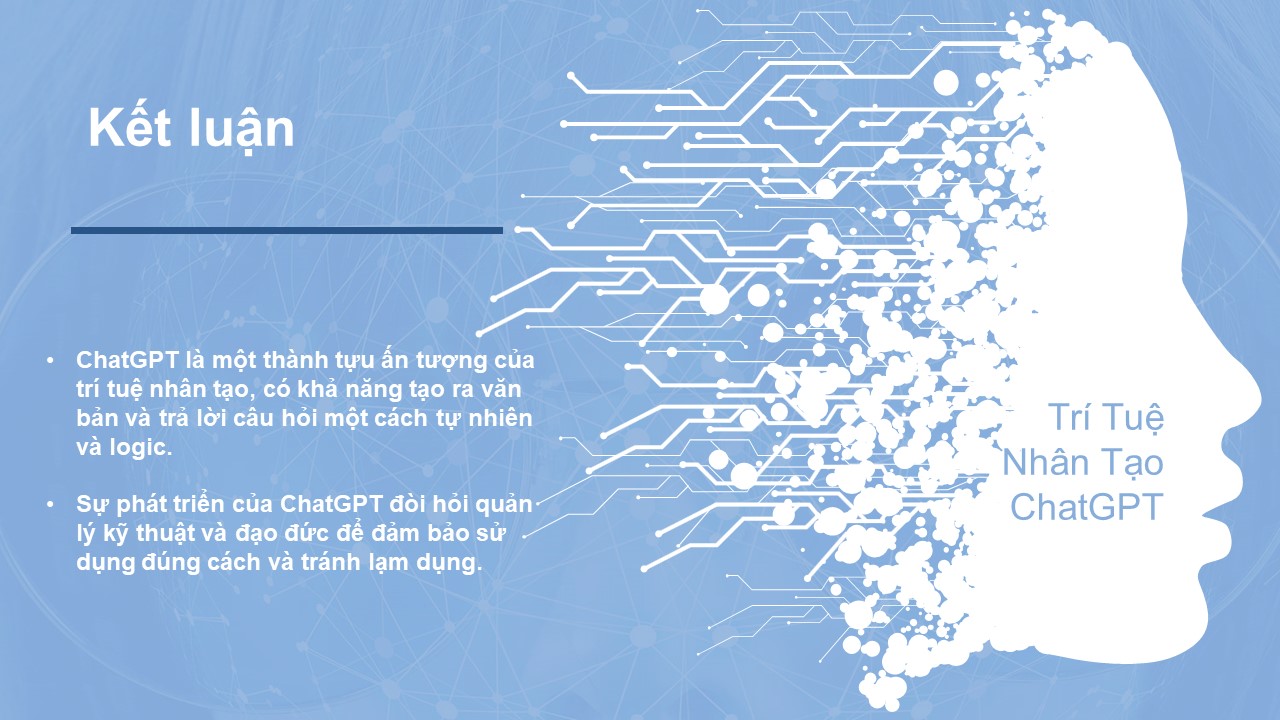 Kết luận
• ChatGPT là một thành tựu ấn tượng của
trí tuệ nhân tạo, có khả năng tạo ra văn
bản và trả lời câu hỏi một cách tự nhiên
và logic.
• Sự phát triển của ChatGPT đòi hỏi quản
lý kỹ thuật và đạo đức để đảm bảo sử
dụng đúng cách và tránh lạm dụng.
Trí Tuệ
Nhân Tạo
ChatGPT